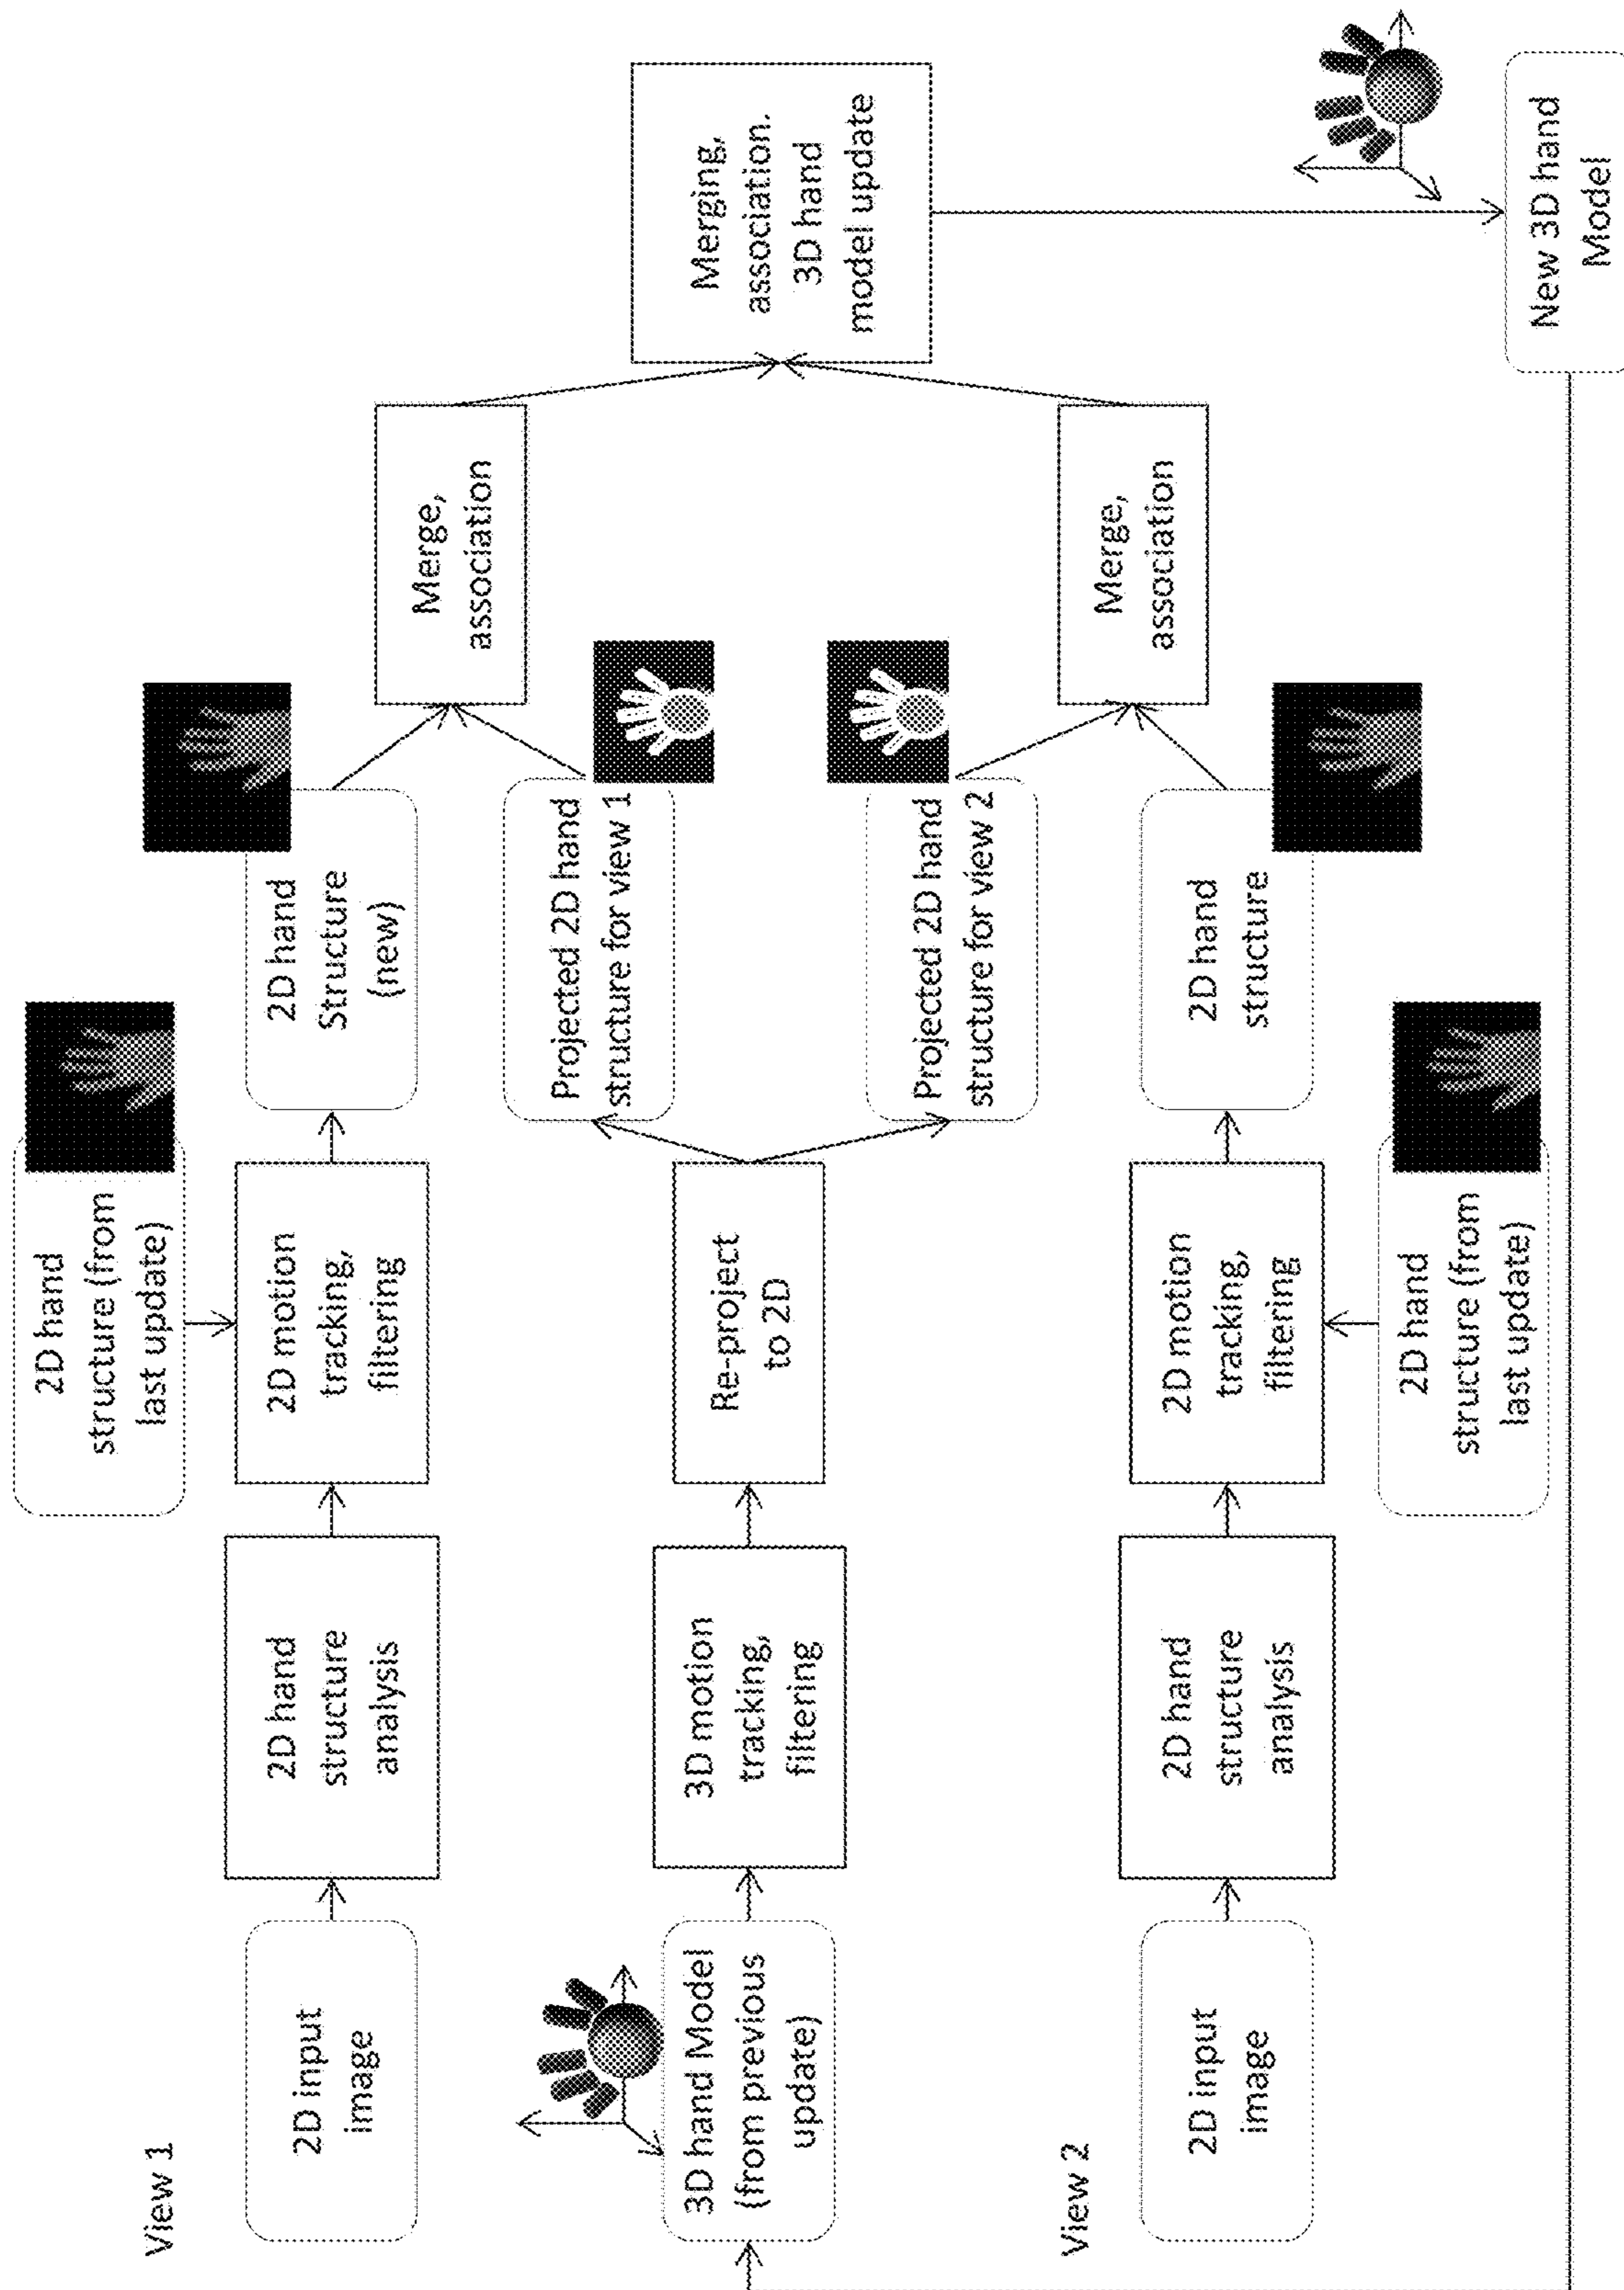 View 1
2D input
image
2D hand
structure
analysis
2D hand
structure (from
last update)
2D motion
tracking,
filtering
2D hand
Structure
(new)
Merge,
association
3D hand Model
(from previous
update)
3D motion
tracking,
filtering
Re-project
to 2D
Projected 2D hand
structure for view 1
Projected 2D hand
structure for view 2
Merging,
association.
3D hand
model update
View 2
2D input
image
2D hand
structure
analysis
2D motion
tracking,
filtering
2D hand
structure (from
last update)
2D hand
structure
Merge,
association
New 3D hand
Model